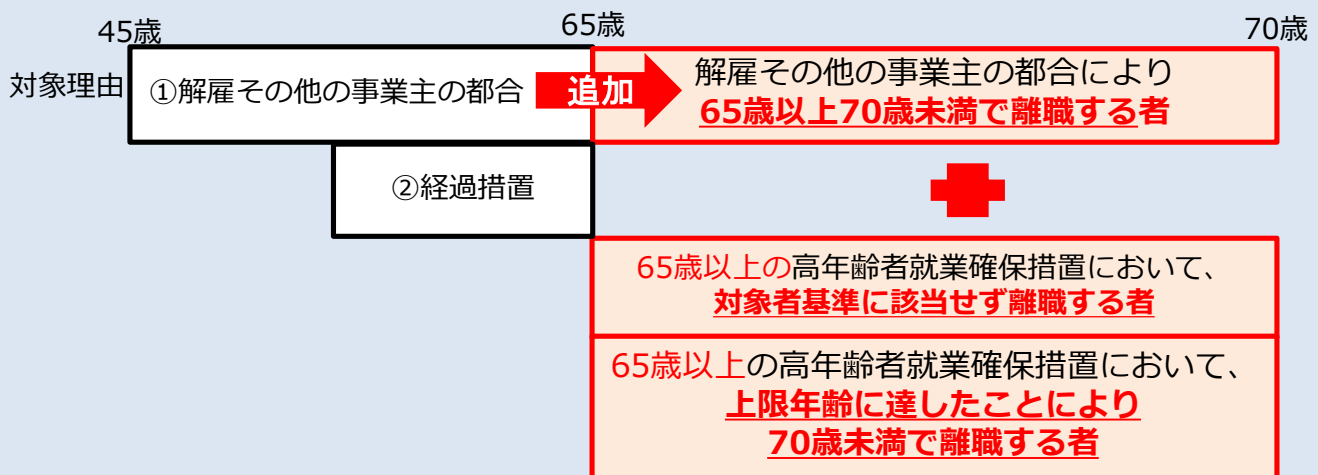 45歳
65歳
70歳
対象理由
①解雇その他の事業主の都合
追加
解雇その他の事業主の都合により
65歳以上70歳未満で離職する者
②経過措置
65歳以上の高年齢者就業確保措置において、
対象者基準に該当せず離職する者
65歳以上の高年齢者就業確保措置において、
上限年齢に達したことにより
70歳未満で離職する者